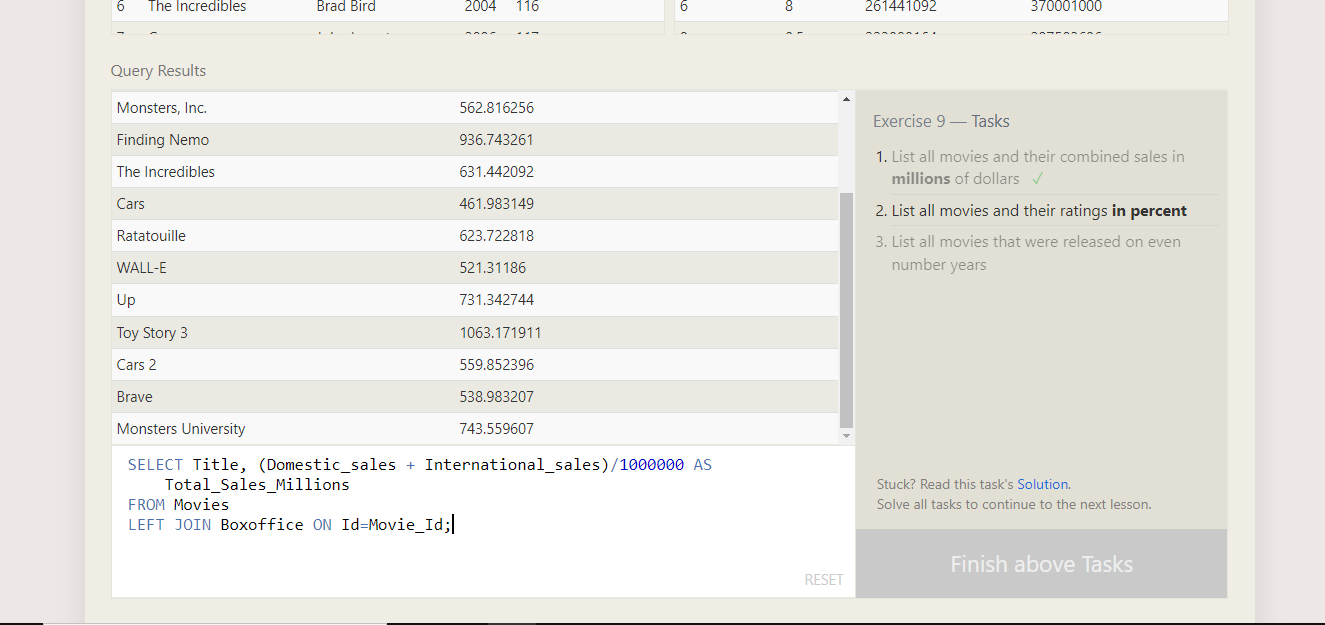 6 The Incredibles Brad Bird 2004 116 6 8 261441092 370001000
Query Results
Monsters, Inc. 562.816256
Finding Nemo 936.743261
The Incredibles 631.442092
Cars 461.983149
Ratatouille 623.722818
WALL-E 521.31186
Up 731.342744
Toy Story 3 1063.171911
Cars 2 559.852396
Brave 538.983207
Monsters University 743.559607
SELECT Title, (Domestic_sales + International_sales)/1000000 AS
Total_Sales_Millions
FROM Movies
LEFT JOIN Boxoffice ON Id=Movie_Id;
RESET
Exercise 9 — Tasks
1. List all movies and their combined sales in
millions of dollars ✓
2. List all movies and their ratings in percent
3. List all movies that were released on even
number years
Stuck? Read this task's Solution.
Solve all tasks to continue to the next lesson.
Finish above Tasks